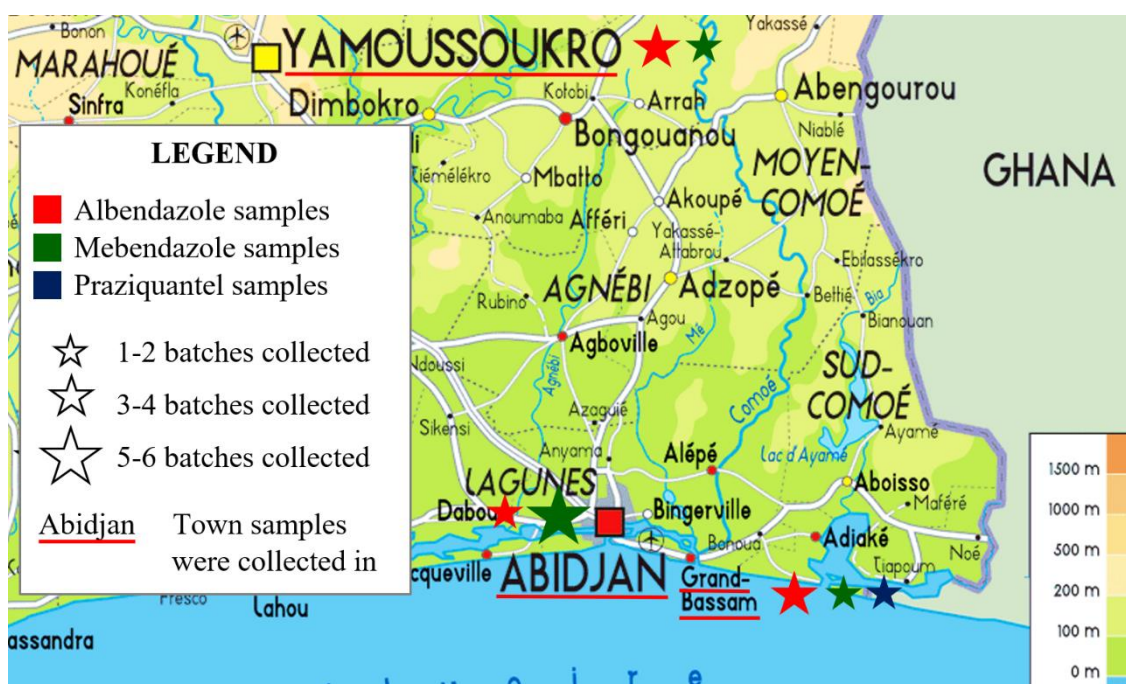 Bonon
YAMOUSSOUKRO
Yakassé
MARAHOUÉ
Konéfla
Sinfra
Dimbokro
Kotobi
Arrah
Abengourou
Niablé
Bongouanou
MOYEN-
COMOÉ
GHANA
LEGEND
Albendazole samples
Mebendazole samples
Praziquantel samples
1-2 batches collected
3-4 batches collected
5-6 batches collected
Abidjan Town samples
were collected in
Tiémélékro
Mbatto
Anoumaba
Akoupé
Afféri
Yakassé-
Attabrou
Ebilassékro
AGNÉBI
Adzopé
Bettié
Bia
Bianouan
Rubino
Agou
Mé
Agboville
Ndoussi
Agnébi
Comoé
SUD-
COMOÉ
Azaguié
Sikensi
Anyama
Alépé
Lac d'Ayamé
Ayamé
Aboisso
LAGUNES
Dabou
Bingerville
Maféré
Bonoua
Adiaké
Noé
cqueville
ABIDJAN
Grand-
Bassam
Tiapoum
Fresco
Lahou
assandra
1500 m
1000 m
500 m
200 m
100 m
0 m
i r e